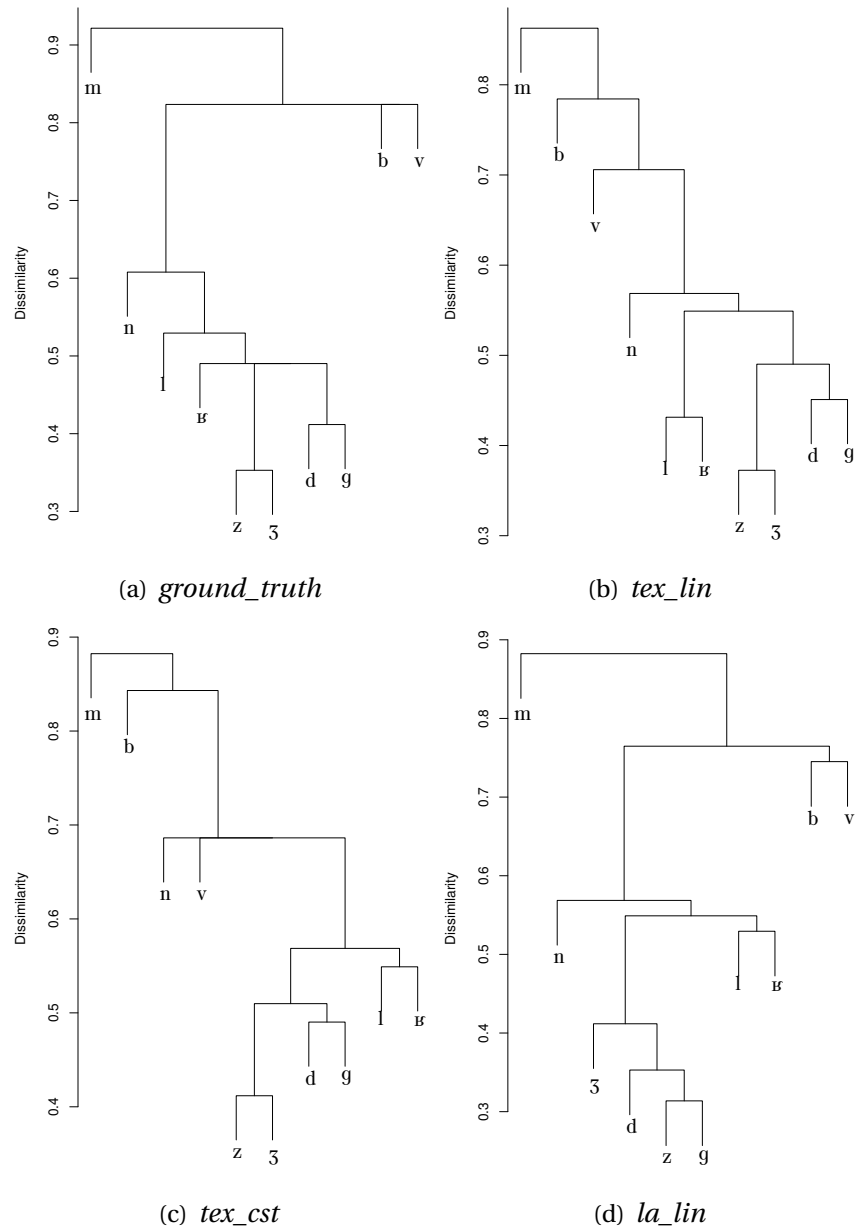 Dissimilarity
0.9
0.8
0.7
0.6
0.5
0.4
0.3
m
b v
n
l
ʁ
d g
z ʒ
(a) ground_truth
Dissimilarity
0.8
0.7
0.6
0.5
0.4
0.3
m
b
v
n
l ʁ
d g
z ʒ
(b) tex_lin
Dissimilarity
0.9
0.8
0.7
0.6
0.5
0.4
m
b
n v
l ʁ
d g
z ʒ
(c) tex_cst
Dissimilarity
0.9
0.8
0.7
0.6
0.5
0.4
0.3
m
b v
n
l ʁ
ʒ
d
z g
(d) la_lin